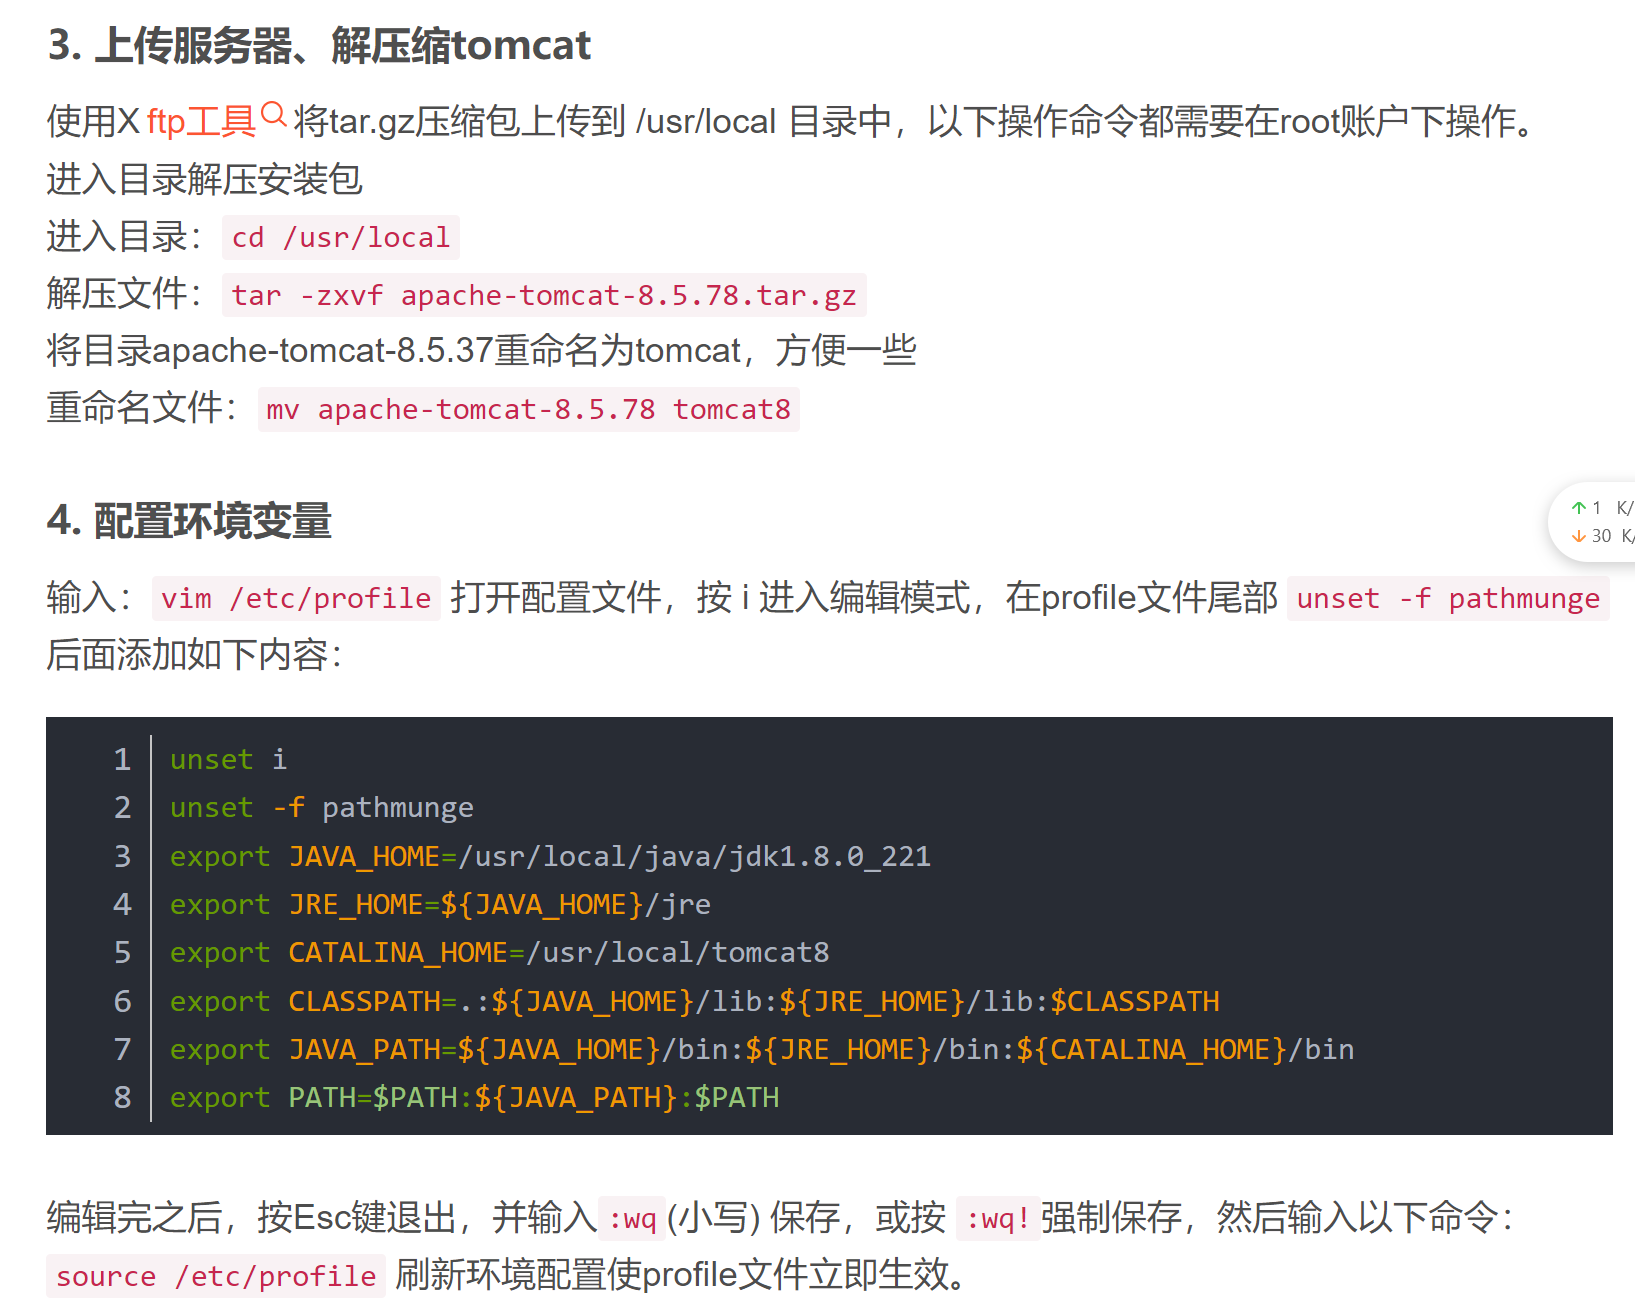 3. 上传服务器、解压缩tomcat
使用X ftp工具 将tar.gz压缩包上传到 /usr/local 目录中，以下操作命令都需要在root账户下操作。
进入目录解压安装包
进入目录： cd /usr/local
解压文件： tar -zxvf apache-tomcat-8.5.78.tar.gz
将目录apache-tomcat-8.5.37重命名为tomcat，方便一些
重命名文件： mv apache-tomcat-8.5.78 tomcat8
4. 配置环境变量
↑ 1 K/
↓ 30 K/
输入： vim /etc/profile 打开配置文件，按 i 进入编辑模式，在profile文件尾部 unset -f pathmunge
后面添加如下内容：
1 unset i
2 unset -f pathmunge
3 export JAVA_HOME=/usr/local/java/jdk1.8.0_221
4 export JRE_HOME=${JAVA_HOME}/jre
5 export CATALINA_HOME=/usr/local/tomcat8
6 export CLASSPATH=.:${JAVA_HOME}/lib:${JRE_HOME}/lib:$CLASSPATH
7 export JAVA_PATH=${JAVA_HOME}/bin:${JRE_HOME}/bin:${CATALINA_HOME}/bin
8 export PATH=$PATH:${JAVA_PATH}:$PATH
编辑完之后，按Esc键退出，并输入 :wq (小写) 保存，或按 :wq! 强制保存，然后输入以下命令：
source /etc/profile 刷新环境配置使profile文件立即生效。